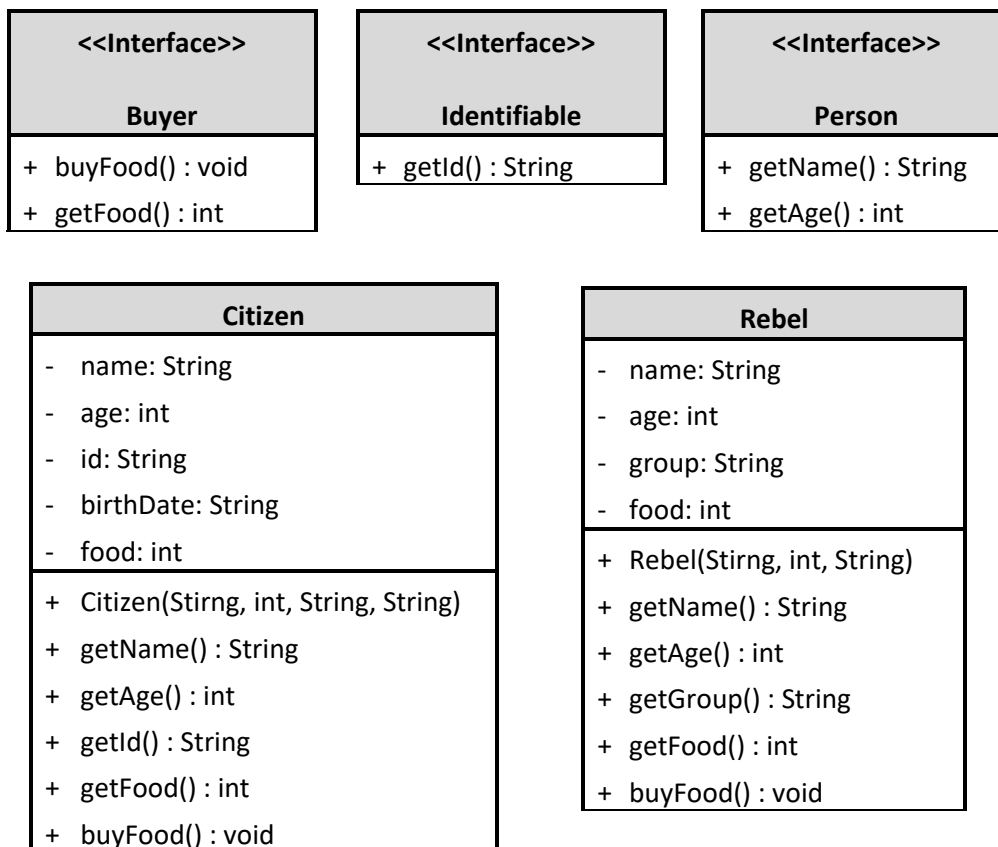 <<Interface>>
Buyer
+ buyFood() : void
+ getFood() : int
<<Interface>>
Identifiable
+ getId() : String
<<Interface>>
Person
+ getName() : String
+ getAge() : int
Citizen
- name: String
- age: int
- id: String
- birthDate: String
- food: int
+ Citizen(Stirng, int, String, String)
+ getName() : String
+ getAge() : int
+ getId() : String
+ getFood() : int
+ buyFood() : void
Rebel
- name: String
- age: int
- group: String
- food: int
+ Rebel(Stirng, int, String)
+ getName() : String
+ getAge() : int
+ getGroup() : String
+ getFood() : int
+ buyFood() : void